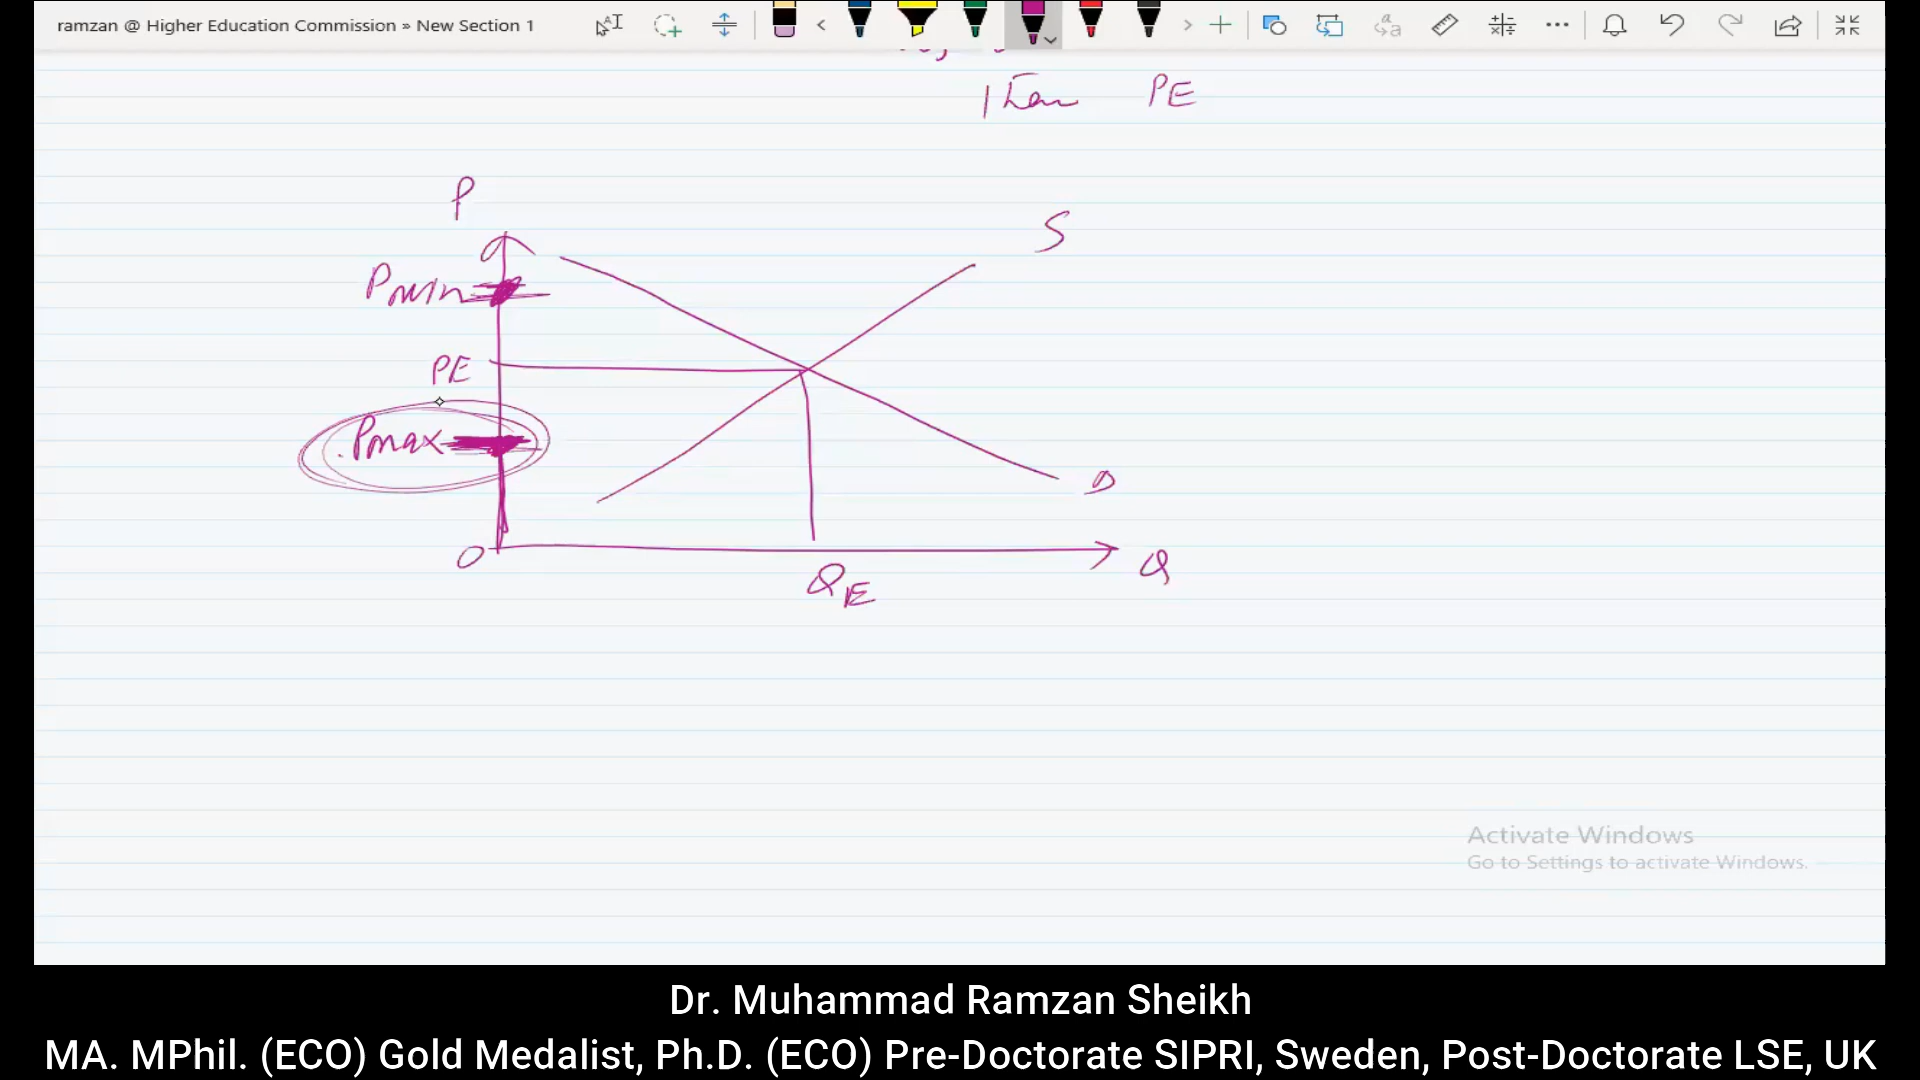 ramzan @ Higher Education Commission » New Section 1
than PE
P
S
Pmin
PE
Pmax
D
O
Q
QE
Activate Windows
Go to Settings to activate Windows.
Dr. Muhammad Ramzan Sheikh
MA. MPhil. (ECO) Gold Medalist, Ph.D. (ECO) Pre-Doctorate SIPRI, Sweden, Post-Doctorate LSE, UK